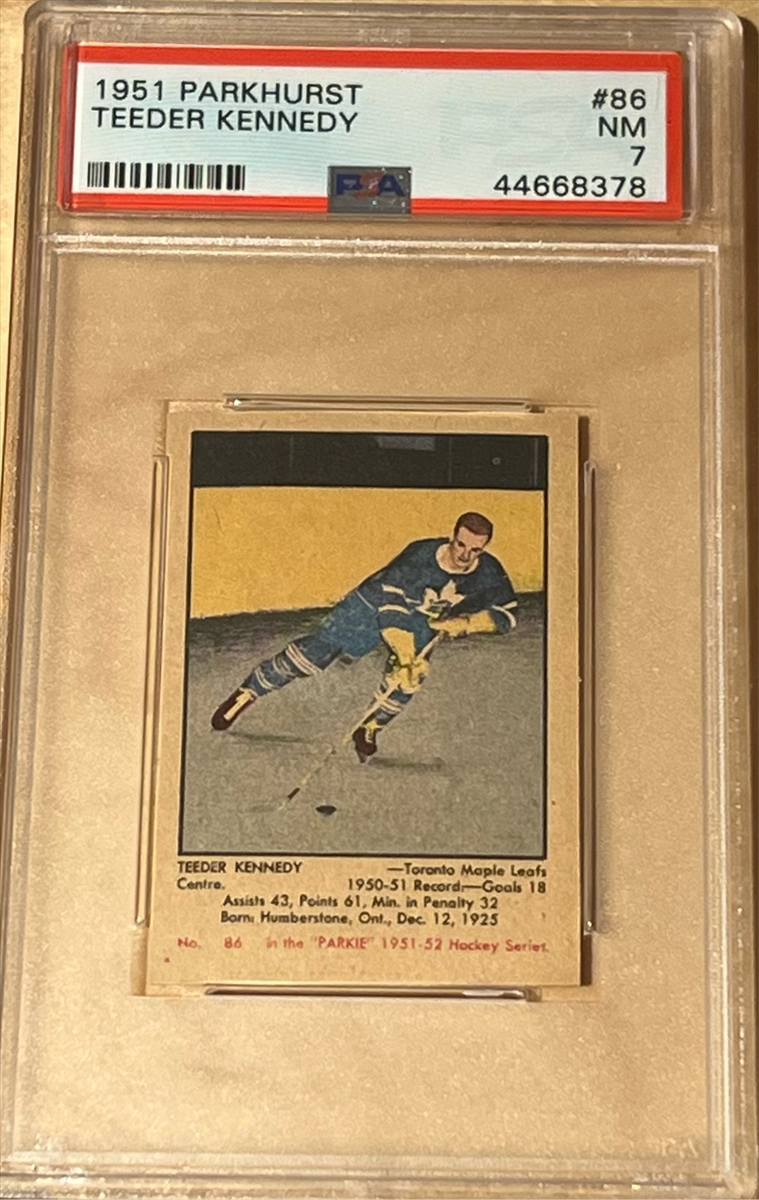 1951 PARKHURST #86
TEEDER KENNEDY NM
7
PSA 44668378
TEEDER KENNEDY —Toronto Maple Leafs
Centre. 1950-51 Record:—Goals 18
Assists 43, Points 61, Min. in Penalty 32
Born: Humberstone, Ont., Dec. 12, 1925
No. 86 in the "PARKIE" 1951-52 Hockey Series.